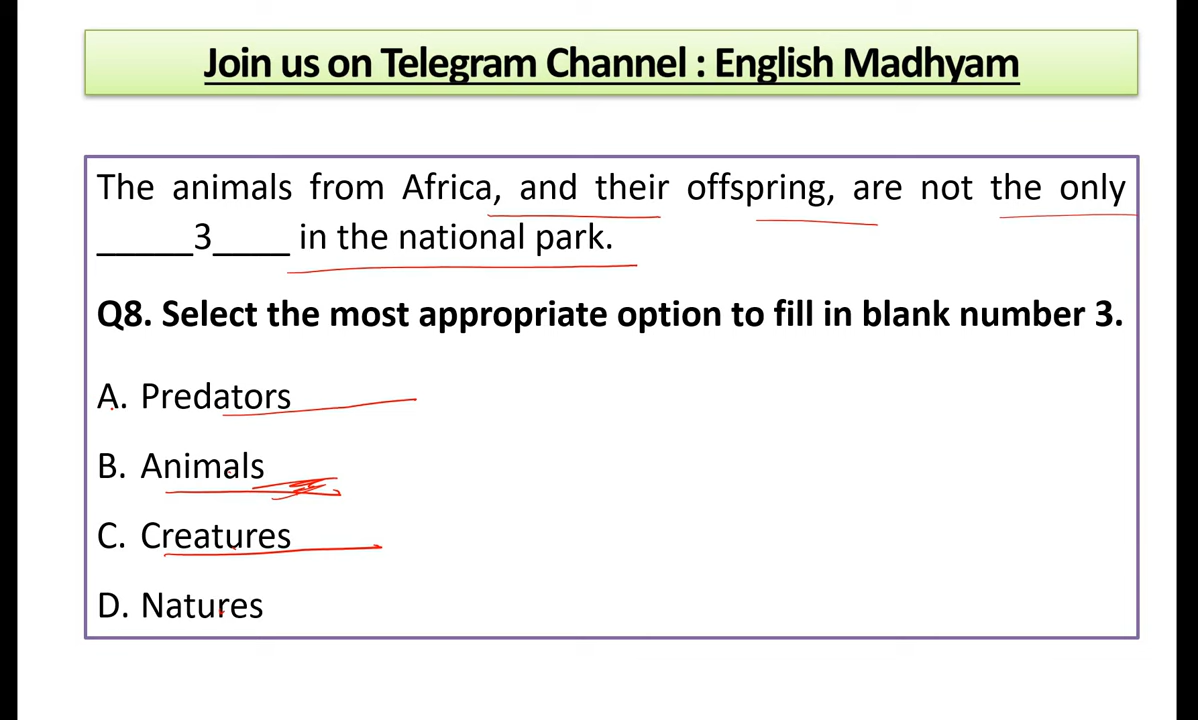 Join us on Telegram Channel : English Madhyam
The animals from Africa, and their offspring, are not the only
_____3____ in the national park.
Q8. Select the most appropriate option to fill in blank number 3.
A. Predators
B. Animals
C. Creatures
D. Natures